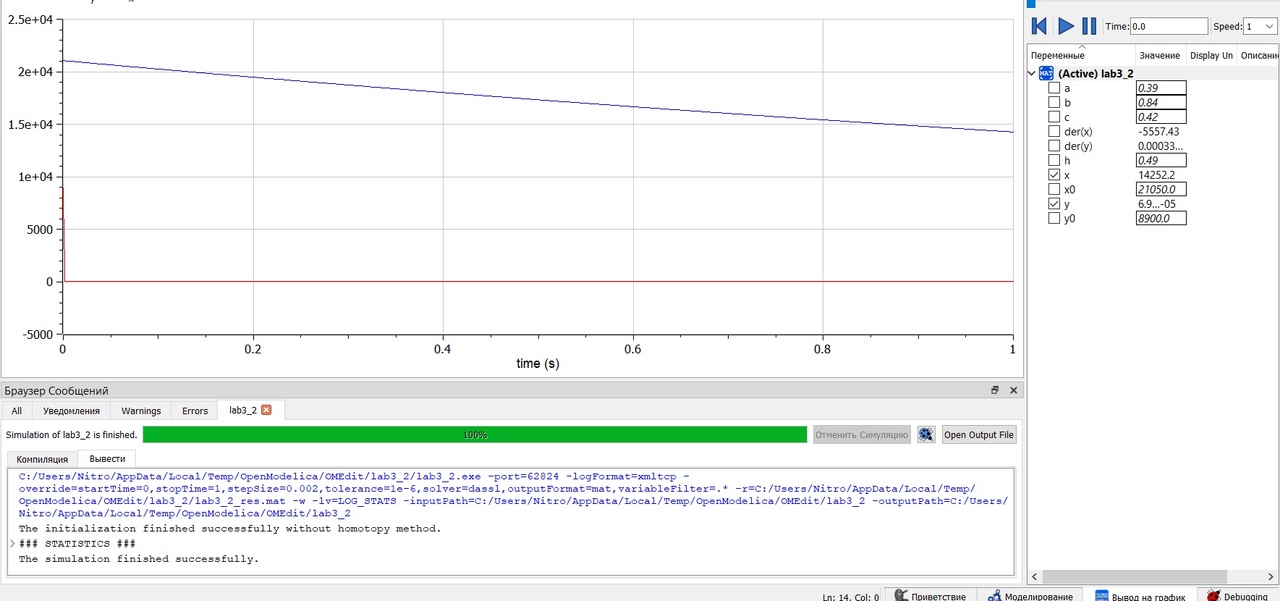 2.5e+04
2e+04
1.5e+04
1e+04
5000
0
-5000
0 0.2 0.4 0.6 0.8 1
time (s)
Time: 0.0 Speed: 1
Переменные Значение Display Un Описание
(Active) lab3_2
a 0.39
b 0.84
c 0.42
der(x) -5557.43
der(y) 0.00033...
h 0.49
x 14252.2
x0 21050.0
y 6.9...-05
y0 8900.0
Браузер Сообщений
All Уведомления Warnings Errors lab3_2
Simulation of lab3_2 is finished. 100% Отменить Симуляцию Open Output File
Компиляция Вывести
C:/Users/Nitro/AppData/Local/Temp/OpenModelica/OMEdit/lab3_2/lab3_2.exe -port=62824 -logFormat=xmltcp -
override=startTime=0,stopTime=1,stepSize=0.002,tolerance=1e-6,solver=dassl,outputFormat=mat,variableFilter=.* -r=C:/Users/Nitro/AppData/Local/Temp/
OpenModelica/OMEdit/lab3_2/lab3_2_res.mat -w -lv=LOG_STATS -inputPath=C:/Users/Nitro/AppData/Local/Temp/OpenModelica/OMEdit/lab3_2 -outputPath=C:/Users/
Nitro/AppData/Local/Temp/OpenModelica/OMEdit/lab3_2
The initialization finished successfully without homotopy method.
### STATISTICS ###
The simulation finished successfully.
Ln: 14, Col: 0 Приветствие Моделирование Вывод на график Debugging